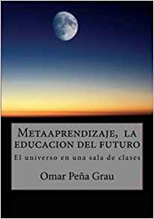 Metaaprendizaje, la
educacion del futuro
El universo en una sala de clases
Omar Peña Grau